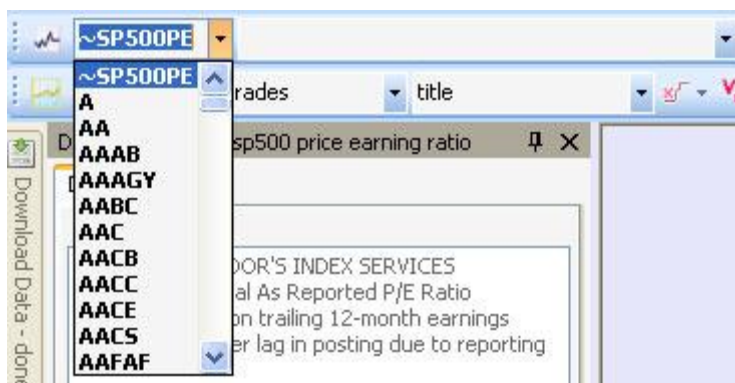 ~SP500PE
~SP500PE
A
AA
AAAB
AAAGY
AABC
AAC
AACB
AACC
AACE
AACS
AAFAF
rades
title
sp500 price earning ratio
OOR'S INDEX SERVICES
al As Reported P/E Ratio
on trailing 12-month earnings
er lag in posting due to reporting
Download Data - done